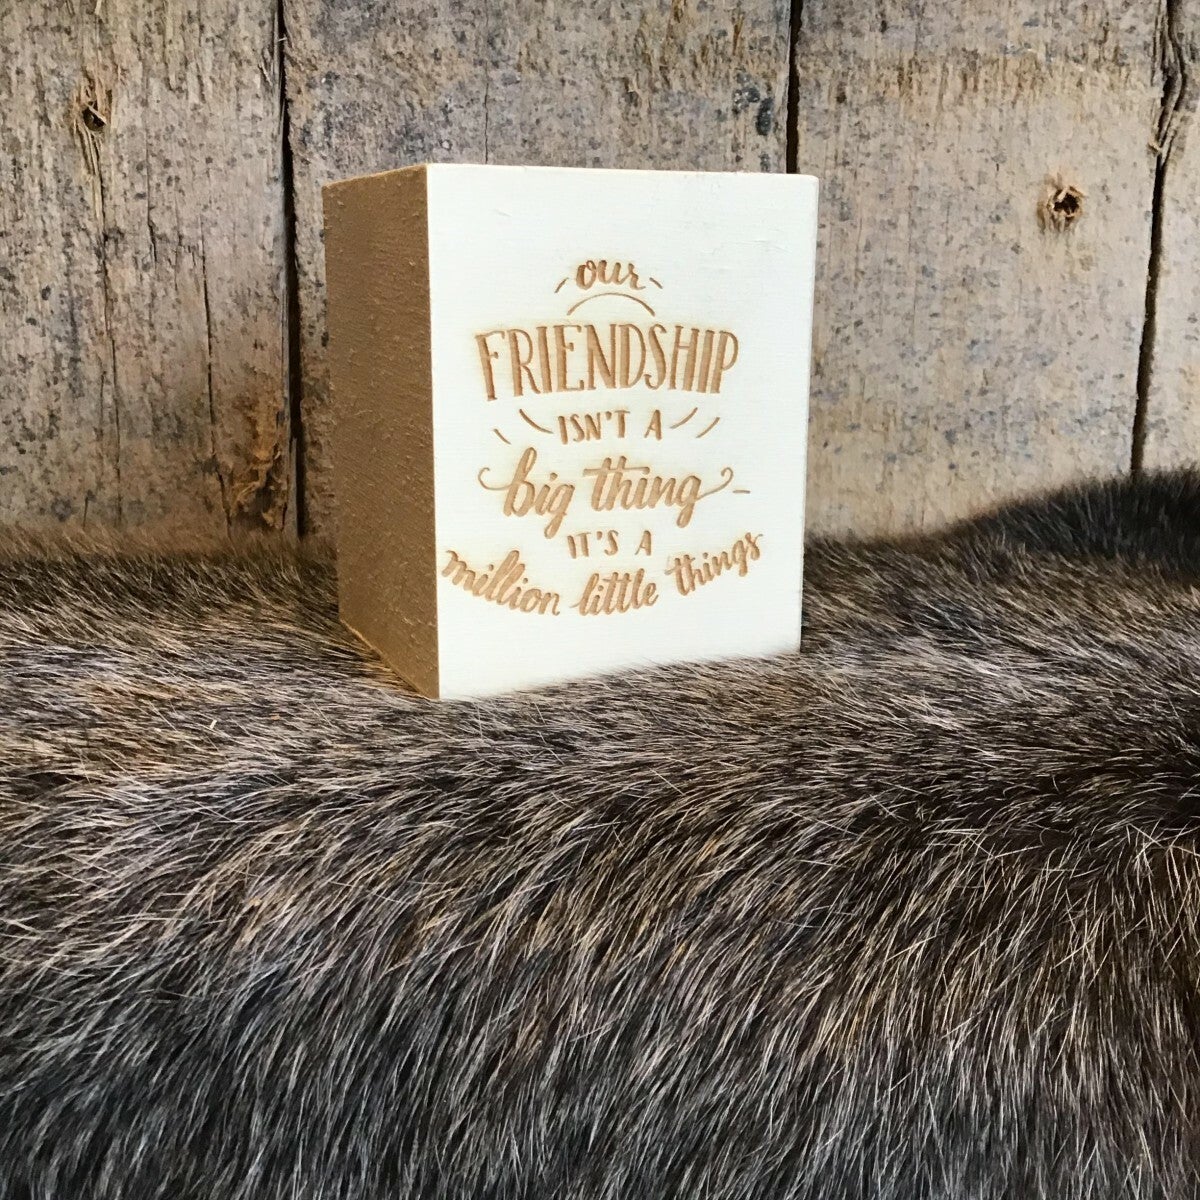 our
FRIENDSHIP
ISN'T A
big thing -
IT'S A
million little things